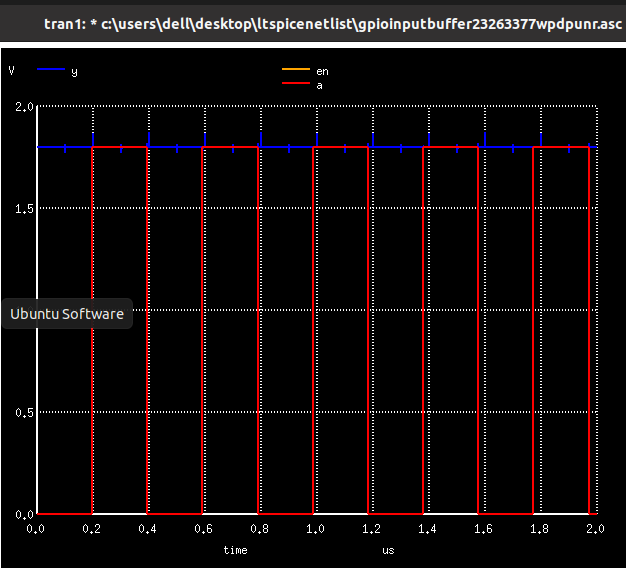 tran1: * c:\users\dell\desktop\ltspicenetlist\gpioinputbuffer23263377wpdpunr.asc
V y en
a
2.0
1.5
Ubuntu Software
0.5
0.0
0.0 0.2 0.4 0.6 0.8 1.0 1.2 1.4 1.6 1.8 2.0
time us